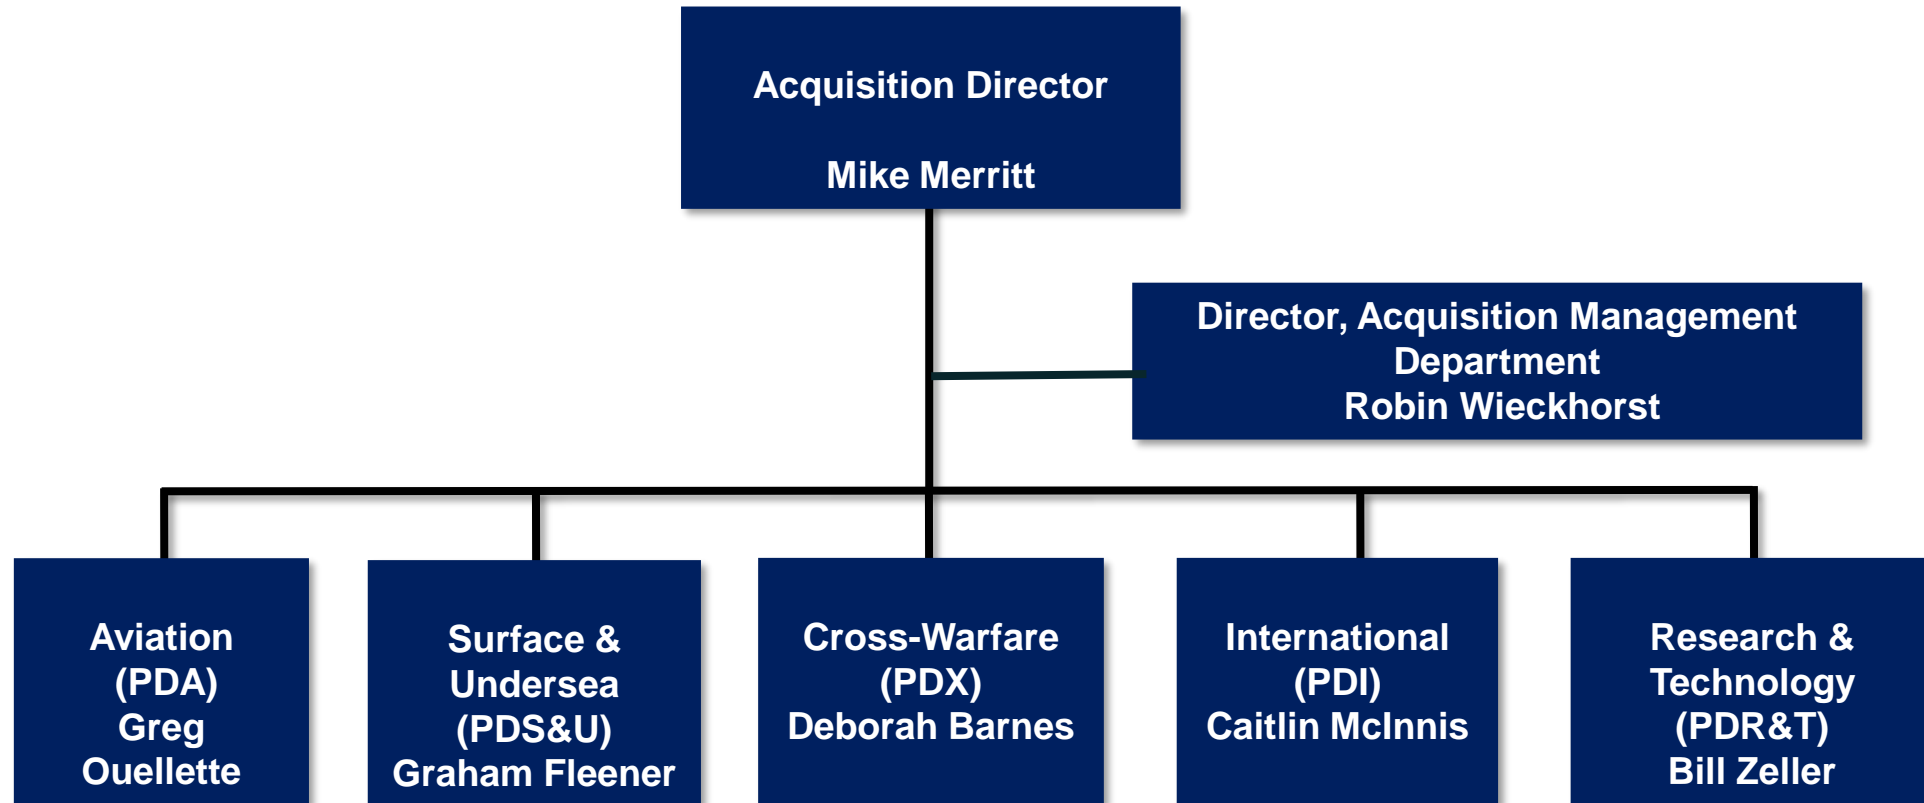 Acquisition Director
Mike Merritt
Director, Acquisition Management
Department
Robin Wieckhorst
Aviation
(PDA)
Greg
Ouellette
Surface &
Undersea
(PDS&U)
Graham Fleener
Cross-Warfare
(PDX)
Deborah Barnes
International
(PDI)
Caitlin McInnis
Research &
Technology
(PDR&T)
Bill Zeller